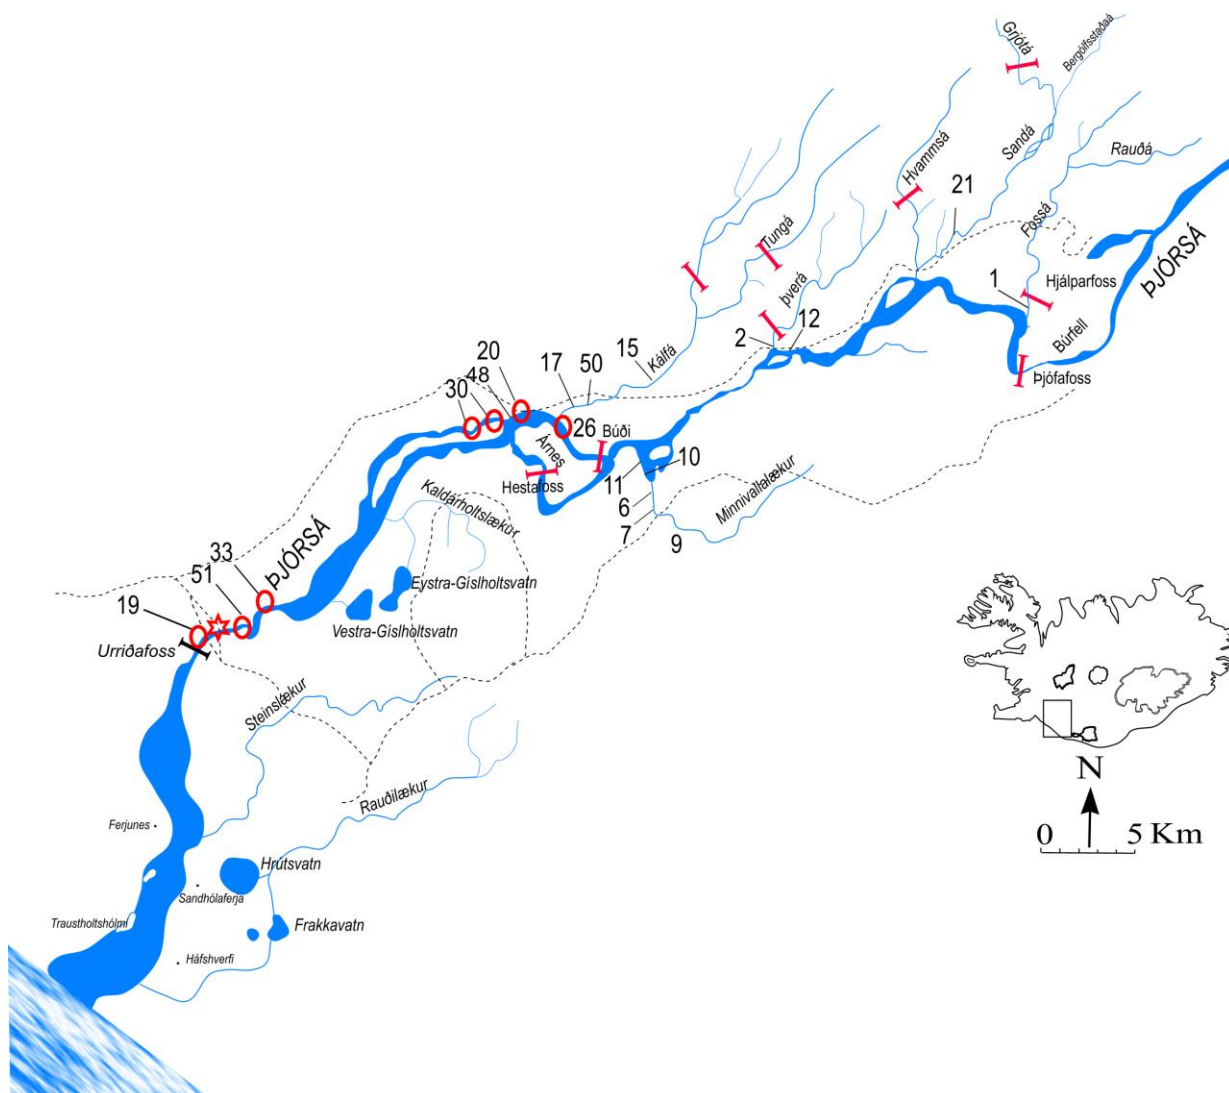 Grjótá
Bergólfsstaðaá
Sandá
Rauðá
Hvammsá
21
Fossá
ÞJÓRSÁ
Tungá
Hjálparfoss
1
þverá
12
2
Búrfell
Þjófafoss
15
Kálfá
20
17
50
48
30
26
Búði
Árnes
Hestafoss
10
11
6
7
9
Minnivallalækur
Kaldárholtslækur
ÞJÓRSÁ
33
51
19
Eystra-Gíslholtsvatn
Vestra-Gíslholtsvatn
Urriðafoss
Steinslækur
Rauðilækur
Ferjunes
Hrútsvatn
Sandhólaferja
Traustholtshólmi
Frakkavatn
Háfshverfi
N
0 5 Km